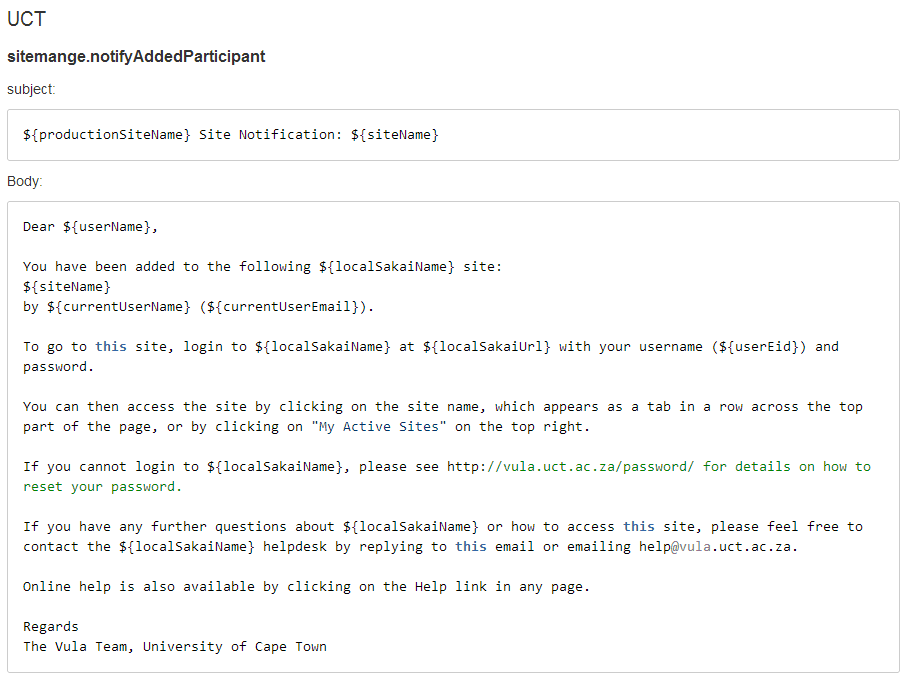 UCT
sitemange.notifyAddedParticipant
subject:
${productionSiteName} Site Notification: ${siteName}
Body:
Dear ${userName},
You have been added to the following ${localSakaiName} site:
${siteName}
by ${currentUserName} (${currentUserEmail}).
To go to this site, login to ${localSakaiName} at ${localSakaiUrl} with your username (${userEid}) and
password.
You can then access the site by clicking on the site name, which appears as a tab in a row across the top
part of the page, or by clicking on "My Active Sites" on the top right.
If you cannot login to ${localSakaiName}, please see http://vula.uct.ac.za/password/ for details on how to
reset your password.
If you have any further questions about ${localSakaiName} or how to access this site, please feel free to
contact the ${localSakaiName} helpdesk by replying to this email or emailing help@vula.uct.ac.za.
Online help is also available by clicking on the Help link in any page.
Regards
The Vula Team, University of Cape Town